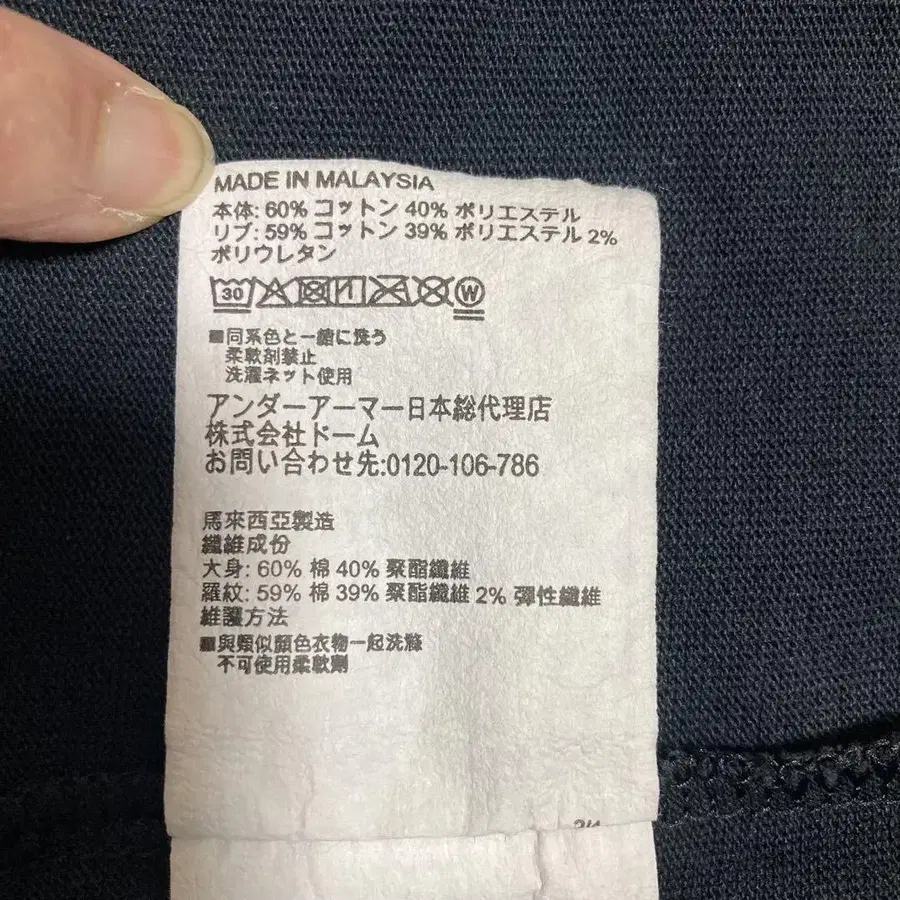 MADE IN MALAYSIA
本体: 60% コットン 40% ポリエステル
リブ: 59% コットン 39% ポリエステル 2%
ポリウレタン
30 W
■同系色と一緒に洗う
柔軟剤禁止
洗濯ネット使用
アンダーアーマー日本総代理店
株式会社ドーム
お問い合わせ先:0120-106-786
馬來西亞製造
纖維成份
大身: 60% 棉 40% 聚酯纖維
羅紋: 59% 棉 39% 聚酯纖維 2% 彈性纖維
維護方法
■與類似顏色衣物一起洗滌
不可使用柔軟劑